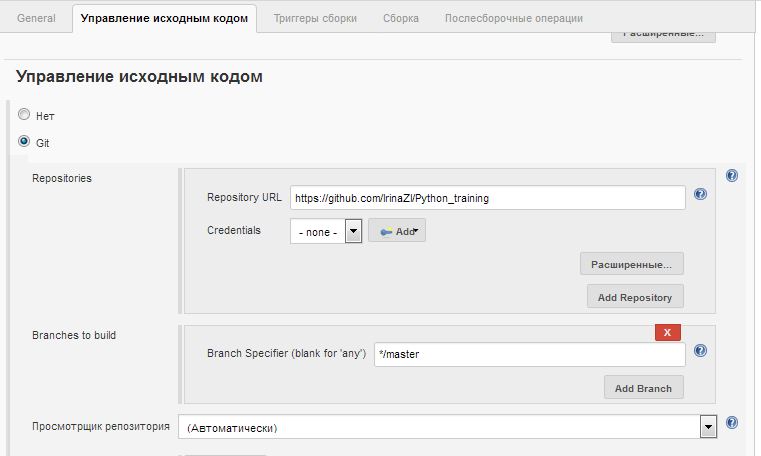 General Управление исходным кодом Триггеры сборки Сборка Послесборочные операции
Расширенные...
Управление исходным кодом
Нет
Git
Repositories
Repository URL https://github.com/IrinaZI/Python_training
Credentials - none - Add
Расширенные...
Add Repository
Branches to build
X
Branch Specifier (blank for 'any') */master
Add Branch
Просмотрщик репозитория (Автоматически)